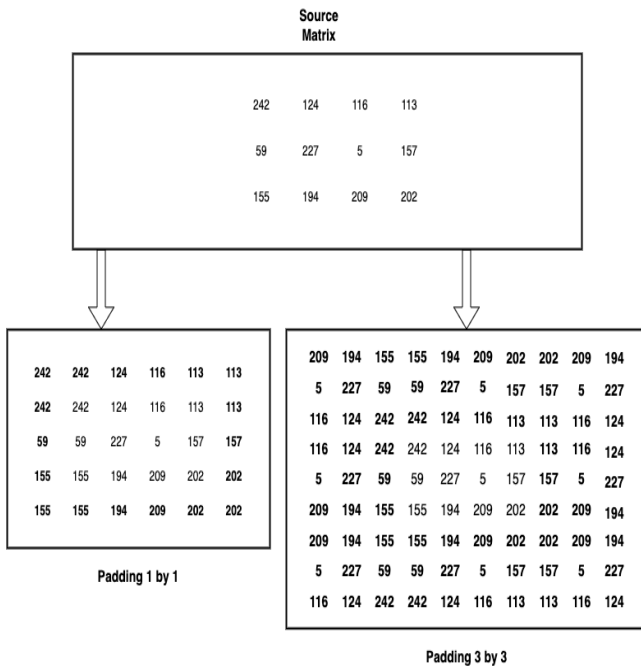 Source
Matrix
242 124 116 113
59 227 5 157
155 194 209 202
242 242 124 116 113 113
242 242 124 116 113 113
59 59 227 5 157 157
155 155 194 209 202 202
155 155 194 209 202 202
Padding 1 by 1
209 194 155 155 194 209 202 202 209 194
5 227 59 59 227 5 157 157 5 227
116 124 242 242 124 116 113 113 116 124
116 124 242 242 124 116 113 113 116 124
5 227 59 59 227 5 157 157 5 227
209 194 155 155 194 209 202 202 209 194
209 194 155 155 194 209 202 202 209 194
5 227 59 59 227 5 157 157 5 227
116 124 242 242 124 116 113 113 116 124
Padding 3 by 3